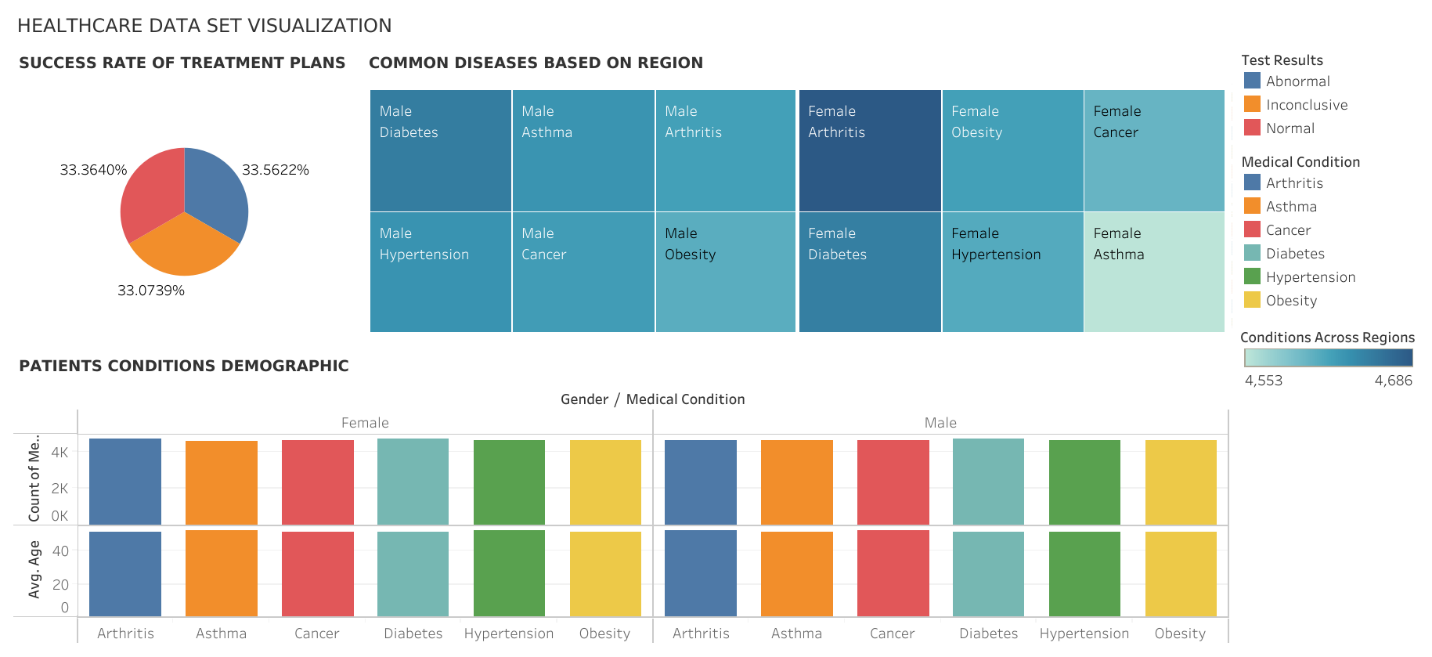 HEALTHCARE DATA SET VISUALIZATION
SUCCESS RATE OF TREATMENT PLANS
33.3640%
33.5622%
33.0739%
COMMON DISEASES BASED ON REGION
Male
Diabetes
Male
Asthma
Male
Arthritis
Female
Arthritis
Female
Obesity
Female
Cancer
Male
Hypertension
Male
Cancer
Male
Obesity
Female
Diabetes
Female
Hypertension
Female
Asthma
Test Results
Abnormal
Inconclusive
Normal
Medical Condition
Arthritis
Asthma
Cancer
Diabetes
Hypertension
Obesity
Conditions Across Regions
4,553 4,686
PATIENTS CONDITIONS DEMOGRAPHIC
Gender / Medical Condition
Female Male
Count of Me..
4K
2K
0K
Avg. Age
40
20
0
Arthritis Asthma Cancer Diabetes Hypertension Obesity Arthritis Asthma Cancer Diabetes Hypertension Obesity